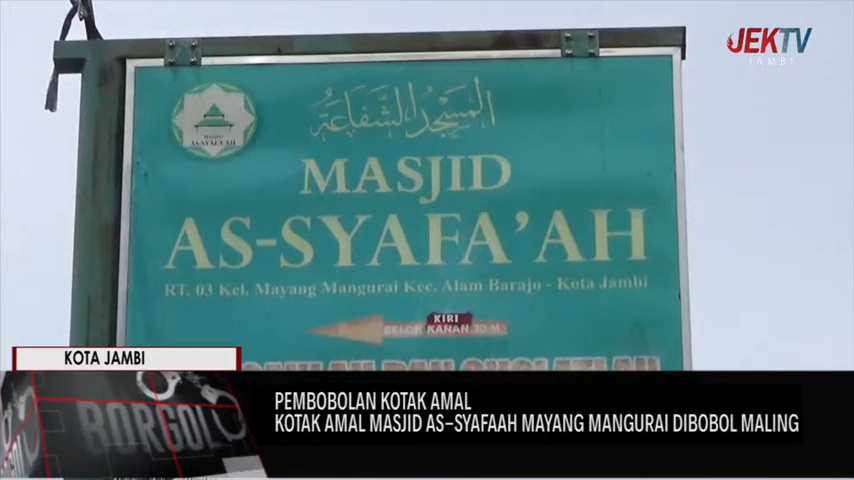 JEKTV
JAMBI
المسجد الشفاعة
MASJID
AS-SYAFA'AH
MASJID
AS-SYAFA'AH
RT. 03 Kel. Mayang Mangurai Kec. Alam Barajo - Kota Jambi
KIRI
BELOK KANAN 30 M
KOTA JAMBI
BORGOL
PEMBOBOLAN KOTAK AMAL
KOTAK AMAL MASJID AS-SYAFAAH MAYANG MANGURAI DIBOBOL MALING